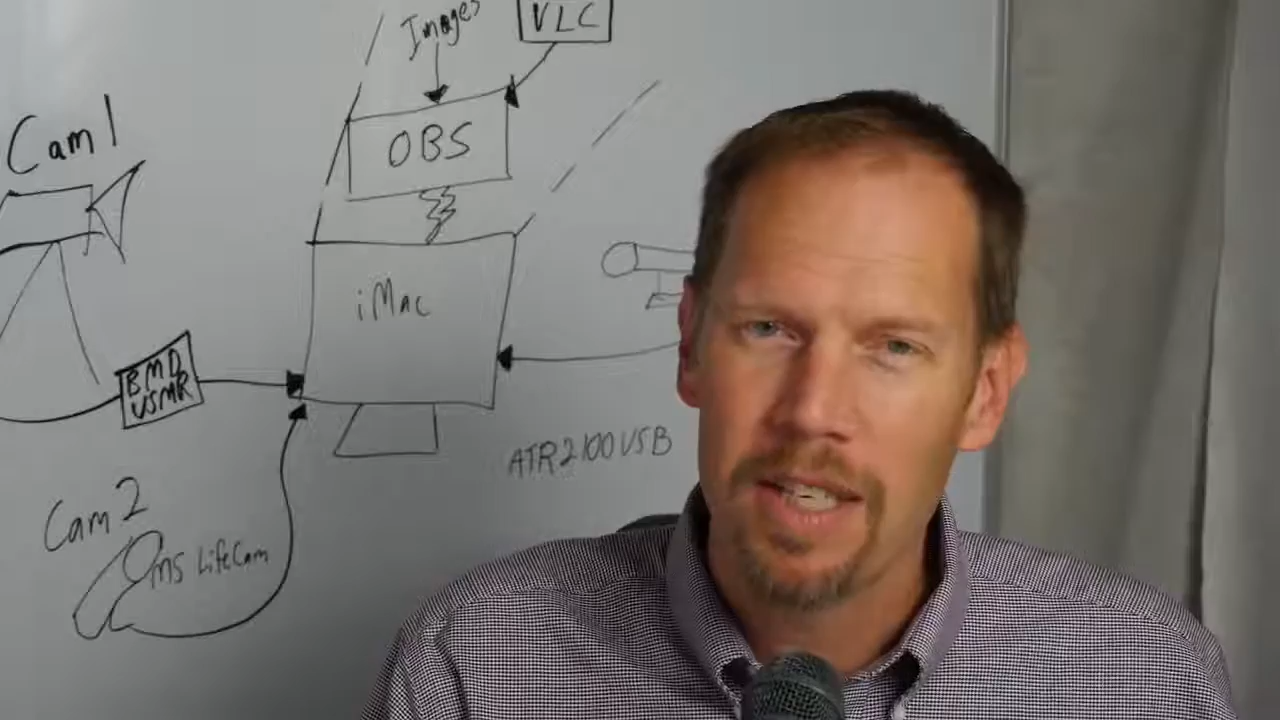 Images
VLC
Cam 1
OBS
iMac
BMD
USMR
ATR2100 USB
Cam 2
MS LifeCam